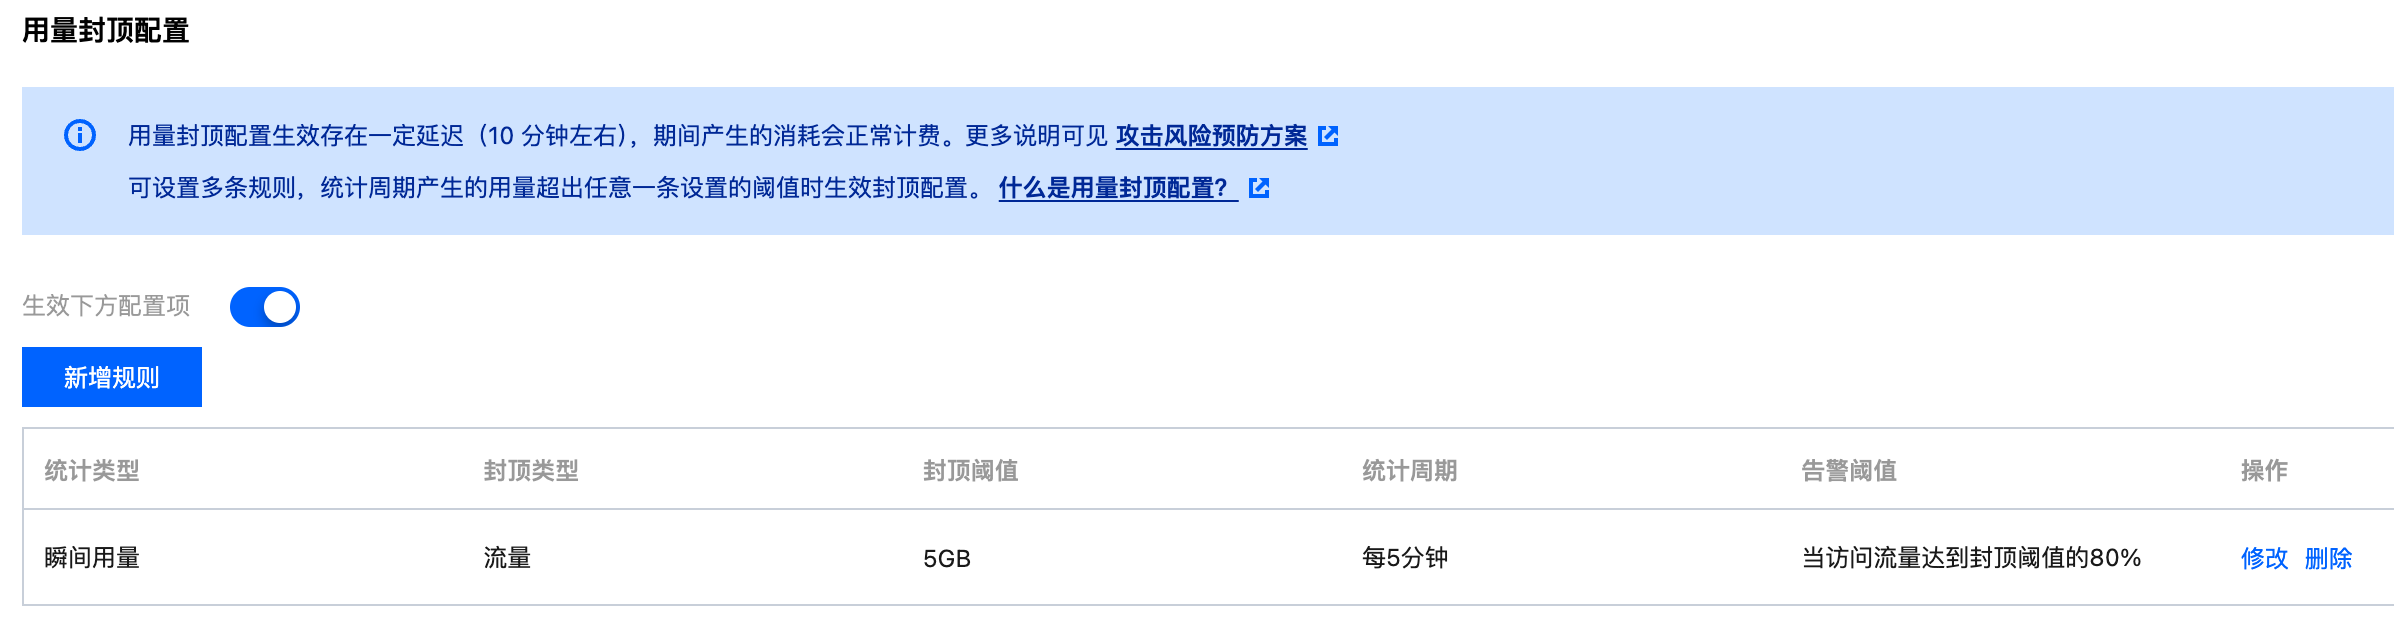 用量封顶配置
用量封顶配置生效存在一定延迟（10 分钟左右），期间产生的消耗会正常计费。更多说明可见 攻击风险预防方案
可设置多条规则，统计周期产生的用量超出任意一条设置的阈值时生效封顶配置。 什么是用量封顶配置？
生效下方配置项
新增规则
统计类型 封顶类型 封顶阈值 统计周期 告警阈值 操作
瞬间用量 流量 5GB 每5分钟 当访问流量达到封顶阈值的80% 修改 删除